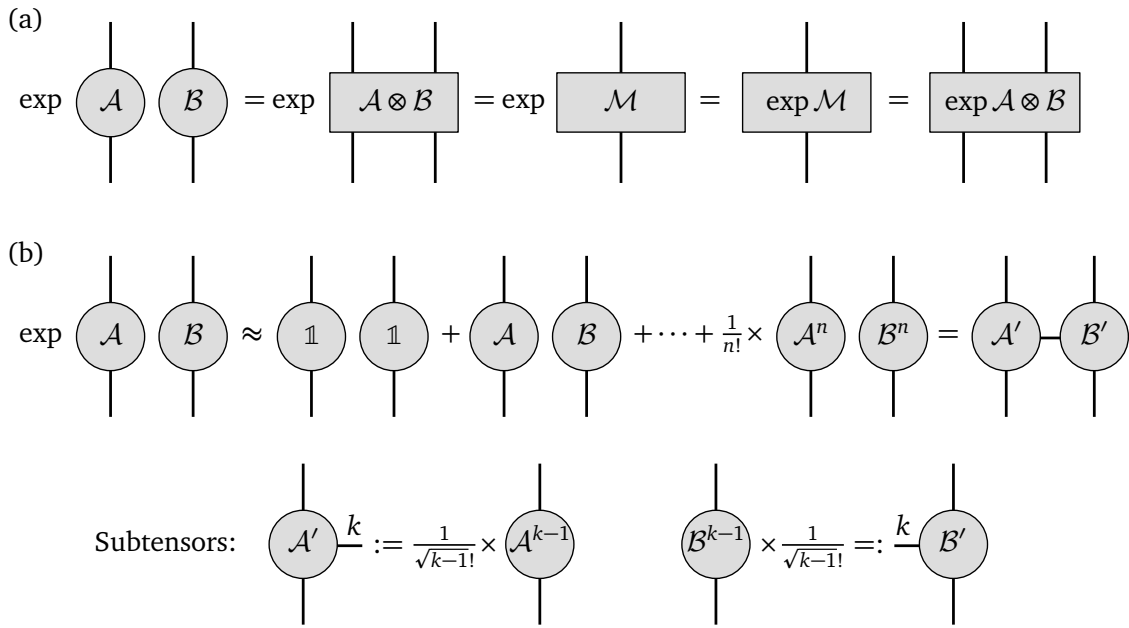 (a)
exp 𝒜 ℬ = exp 𝒜 ⊗ ℬ = exp ℳ = exp ℳ = exp 𝒜 ⊗ ℬ
(b)
exp 𝒜 ℬ ≈ 𝟙 𝟙 + 𝒜 ℬ + ⋯ + 1/n! × 𝒜ⁿ ℬⁿ = 𝒜′ ℬ′
Subtensors: 𝒜′ k := 1/√k−1! × 𝒜ᵏ⁻¹ ℬᵏ⁻¹ × 1/√k−1! =: k ℬ′